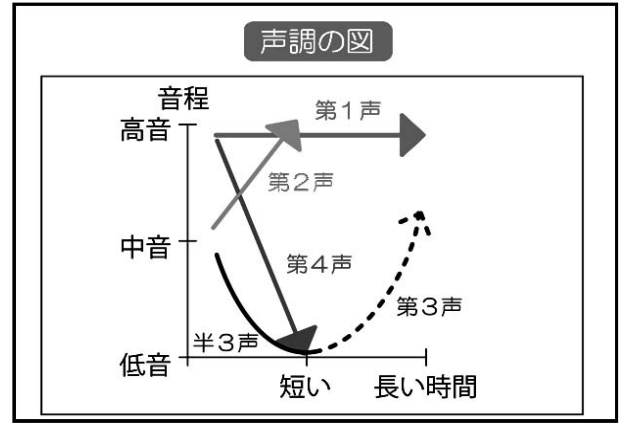 声調の図
音程
高音
第1声
第2声
中音
第4声
第3声
半3声
低音
短い
長い時間